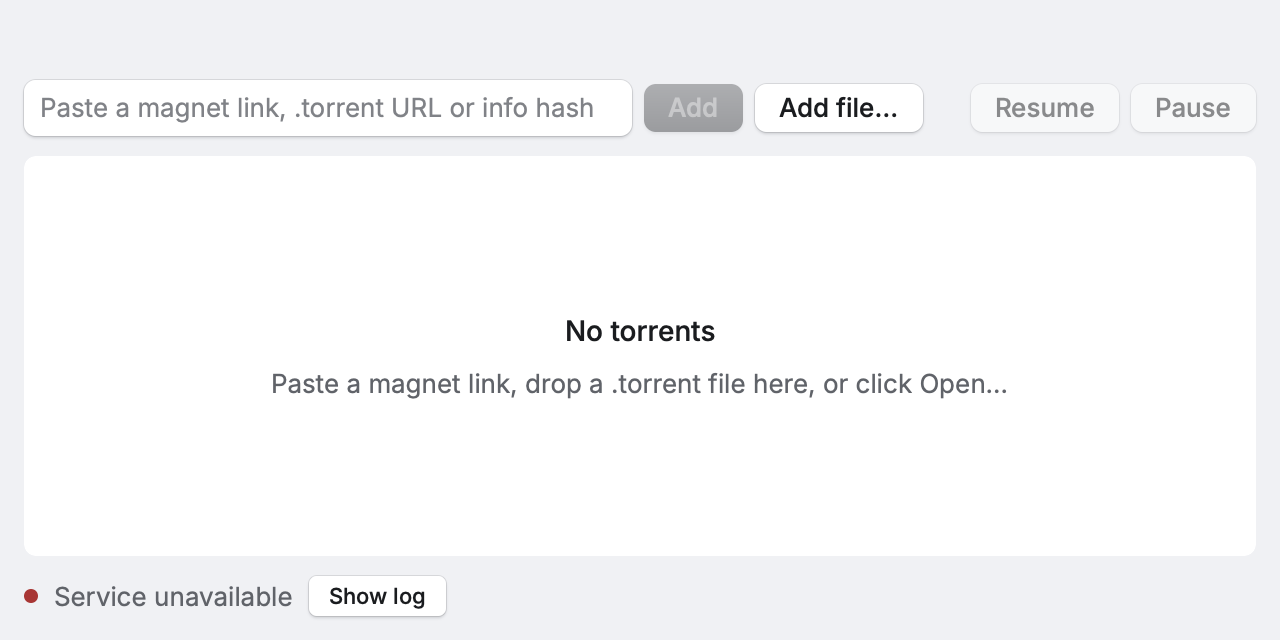 Paste a magnet link, .torrent URL or info hash
Add
Add file...
Resume
Pause
No torrents
Paste a magnet link, drop a .torrent file here, or click Open...
Service unavailable
Show log